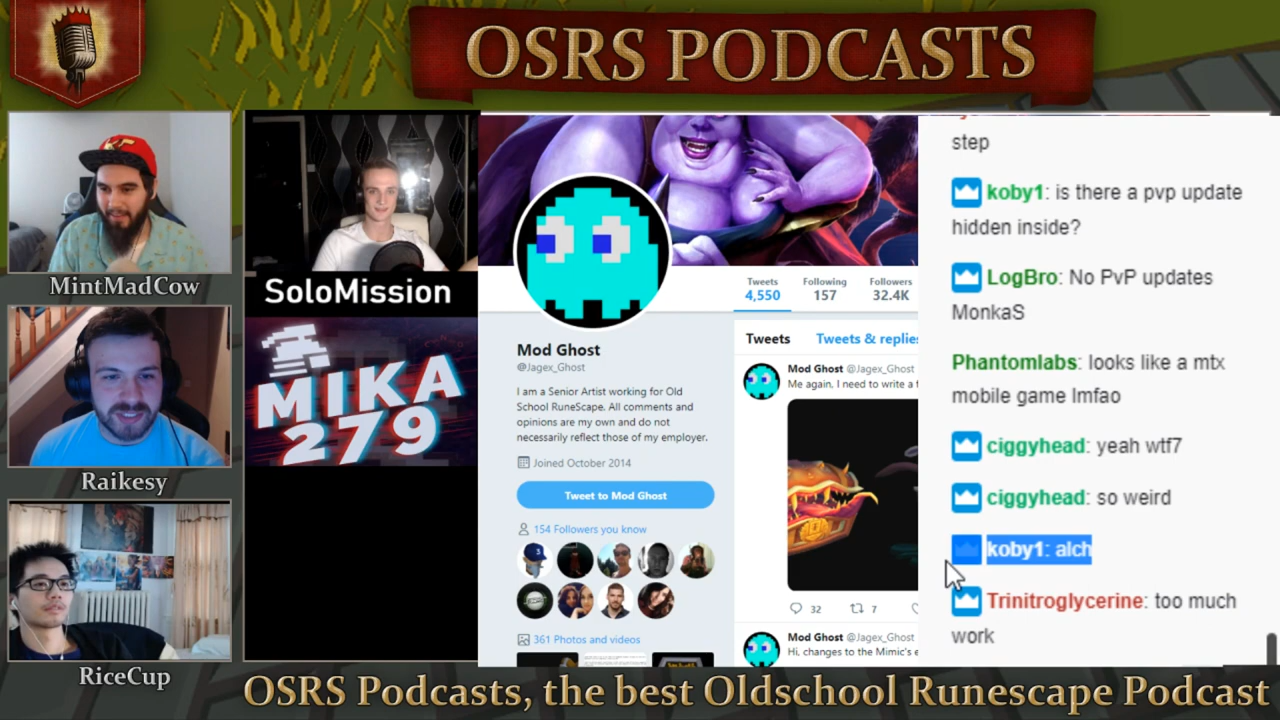 OSRS PODCASTS
MintMadCow
Raikesy
RiceCup
SoloMission
MIKA
279
Tweets
4,550
Following
157
Followers
32.4K
Mod Ghost
@Jagex_Ghost
I am a Senior Artist working for Old
School RuneScape. All comments and
opinions are my own and do not
necessarily reflect those of my employer.
Joined October 2014
Tweet to Mod Ghost
154 Followers you know
361 Photos and videos
Tweets Tweets & replies
Mod Ghost @Jagex_Ghost
Me again, I need to write a
32 7
Mod Ghost @Jagex_Ghost
Hi, changes to the Mimic's
step
koby1: is there a pvp update
hidden inside?
LogBro: No PvP updates
MonkaS
Phantomlabs: looks like a mtx
mobile game lmfao
ciggyhead: yeah wtf7
ciggyhead: so weird
koby1: alch
Trinitroglycerine: too much
work
OSRS Podcasts, the best Oldschool Runescape Podcast